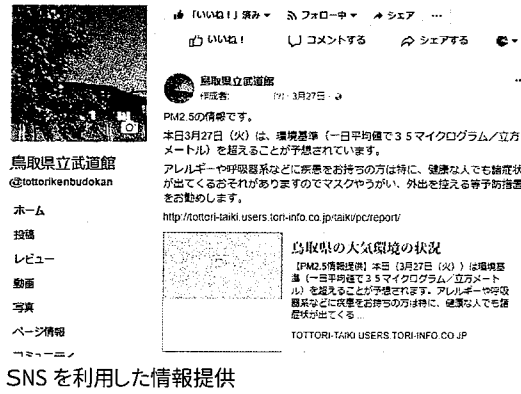 「いいね！」済み フォロー中 シェア …
いいね！ コメントする シェアする
鳥取県立武道館
@tottorikenbudokan
ホーム
投稿
レビュー
動画
写真
ページ情報
コミュニティ
鳥取県立武道館
作成者: [?]・3月27日・
PM2.5の情報です。
本日3月27日（火）は、環境基準（一日平均値で３５マイクログラム／立方
メートル）を超えることが予想されています。
アレルギーや呼吸器系などに疾患をお持ちの方は特に、健康な人でも諸症状
が出てくるおそれがありますのでマスクやうがい、外出を控える等予防措置
をお勧めします。
http://tottori-taiki.users.tori-info.co.jp/taiki/pc/report/
鳥取県の大気環境の状況
【PM2.5情報提供】本日（3月27日（火））は環境基
準（一日平均値で３５マイクログラム／立方メート
ル）を超えることが予想されます。アレルギーや呼吸
器系などに疾患をお持ちの方は特に、健康な人でも諸
症状が出てくる...
TOTTORI-TAIKI.USERS.TORI-INFO.CO.JP
SNS を利用した情報提供